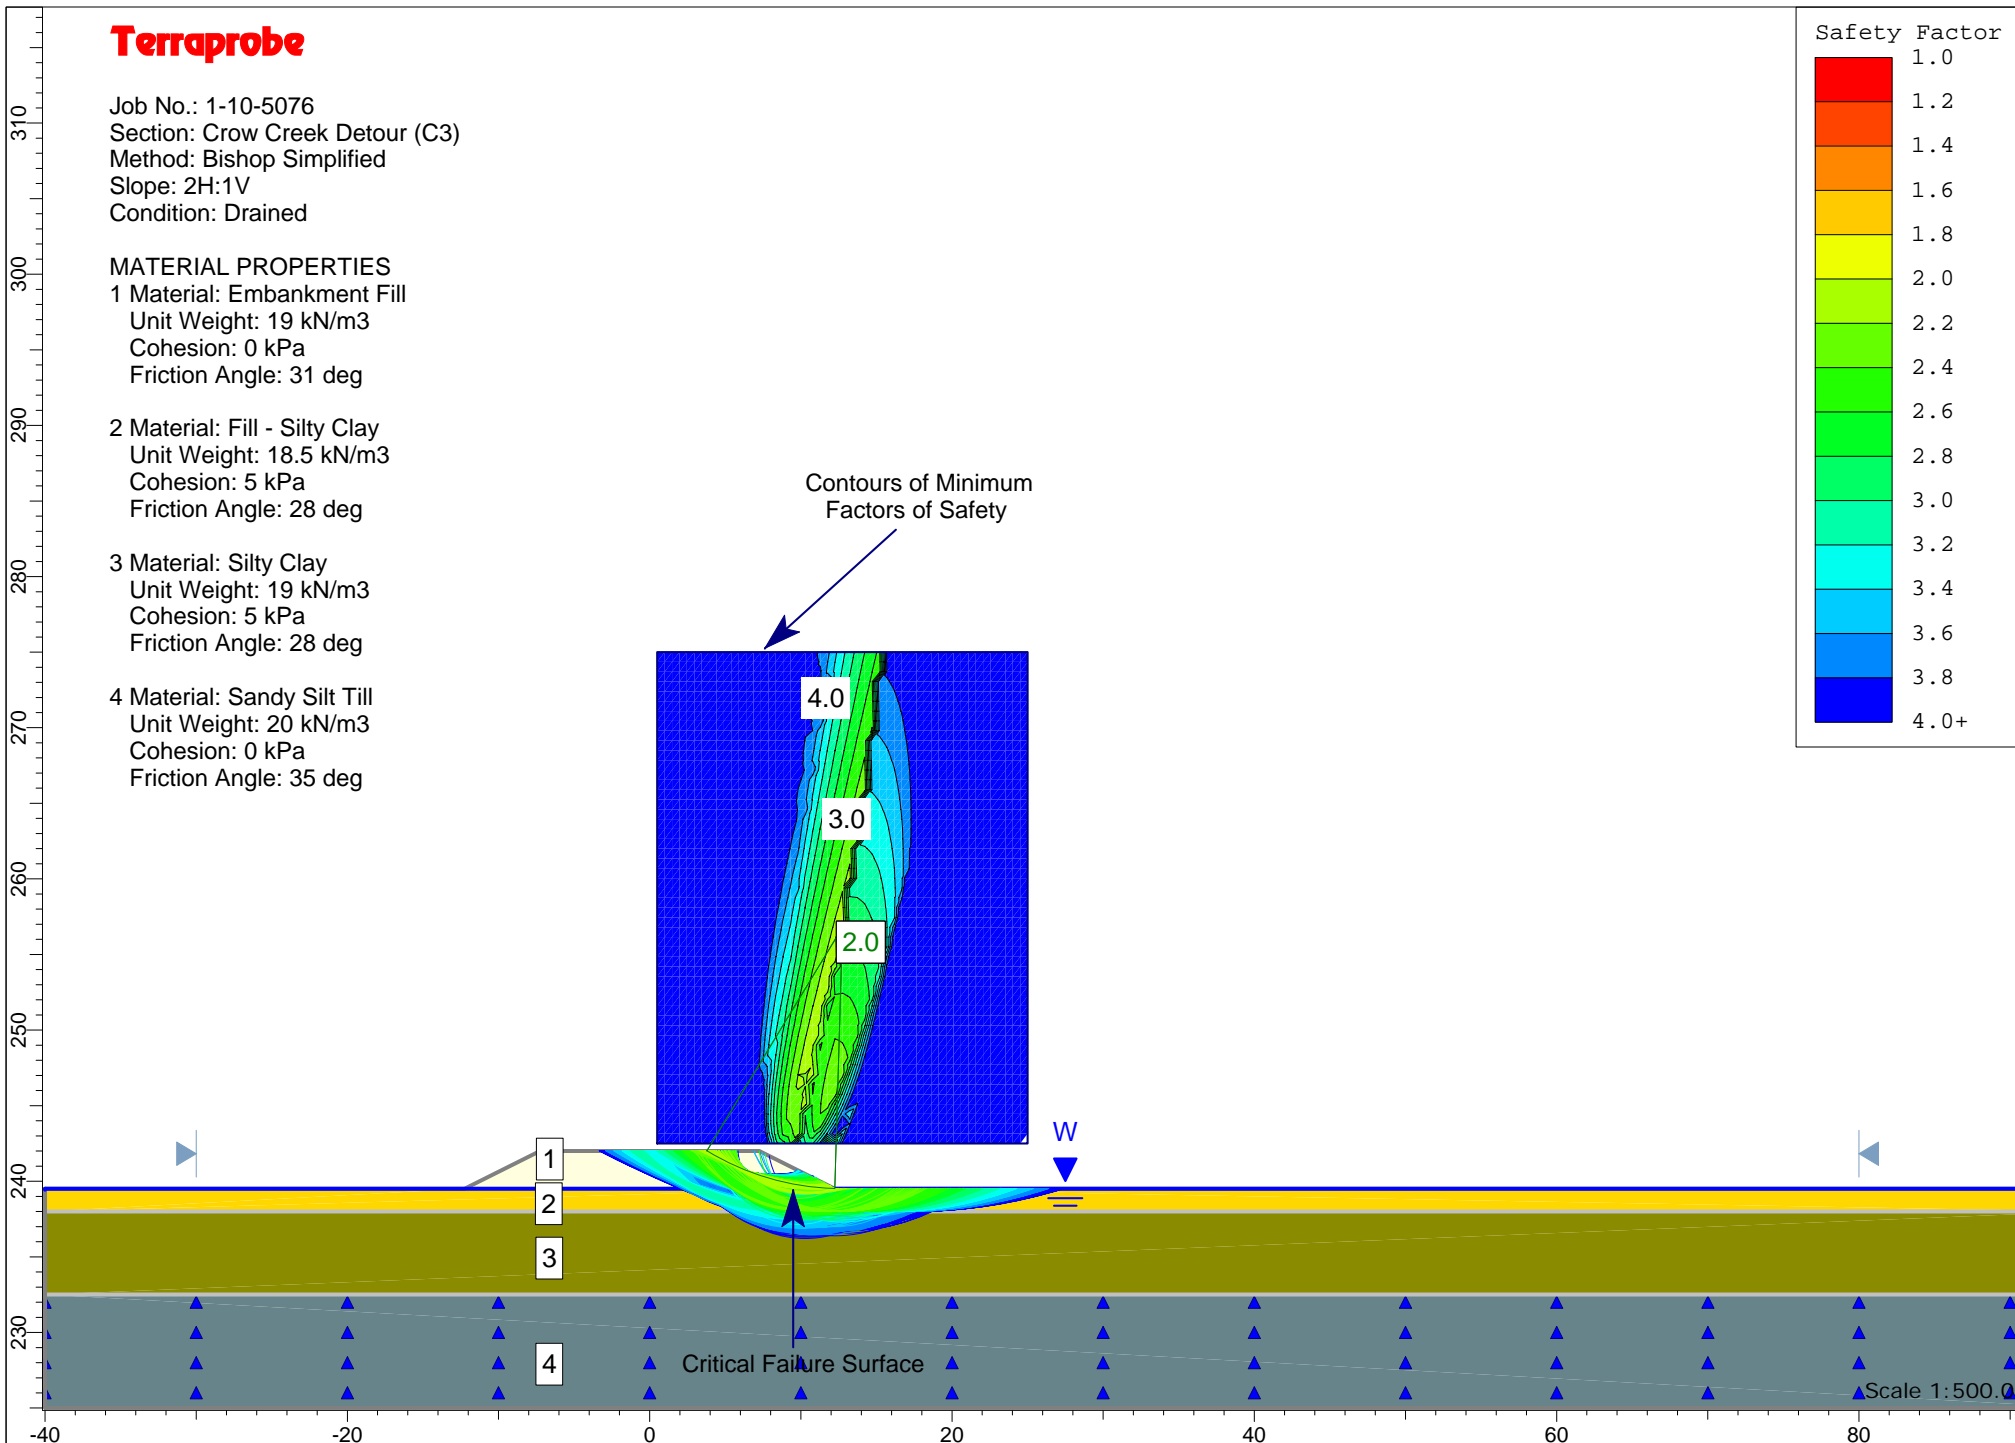 Terraprobe
Job No.: 1-10-5076
Section: Crow Creek Detour (C3)
Method: Bishop Simplified
Slope: 2H:1V
Condition: Drained
MATERIAL PROPERTIES
1 Material: Embankment Fill
Unit Weight: 19 kN/m3
Cohesion: 0 kPa
Friction Angle: 31 deg
2 Material: Fill - Silty Clay
Unit Weight: 18.5 kN/m3
Cohesion: 5 kPa
Friction Angle: 28 deg
3 Material: Silty Clay
Unit Weight: 19 kN/m3
Cohesion: 5 kPa
Friction Angle: 28 deg
4 Material: Sandy Silt Till
Unit Weight: 20 kN/m3
Cohesion: 0 kPa
Friction Angle: 35 deg
Safety Factor
1.0
1.2
1.4
1.6
1.8
2.0
2.2
2.4
2.6
2.8
3.0
3.2
3.4
3.6
3.8
4.0+
Contours of Minimum
Factors of Safety
4.0
3.0
2.0
W
1
2
3
4
Critical Failure Surface
Scale 1:500.0
310
300
290
280
270
260
250
240
230
-40
-20
0
20
40
60
80